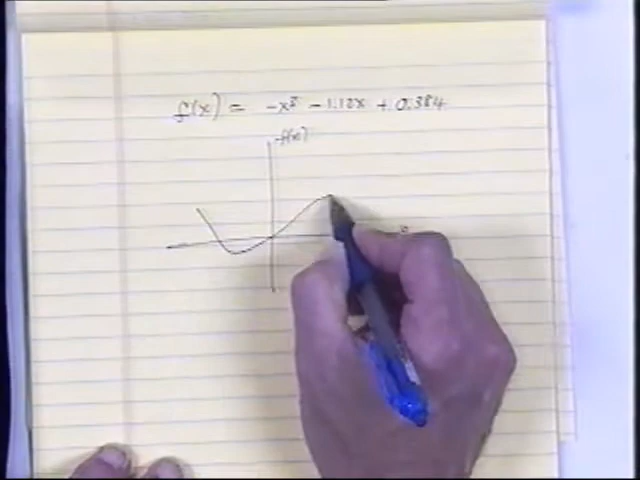 f(x) = -x³ - 1.12x + 0.384
f(x)
x